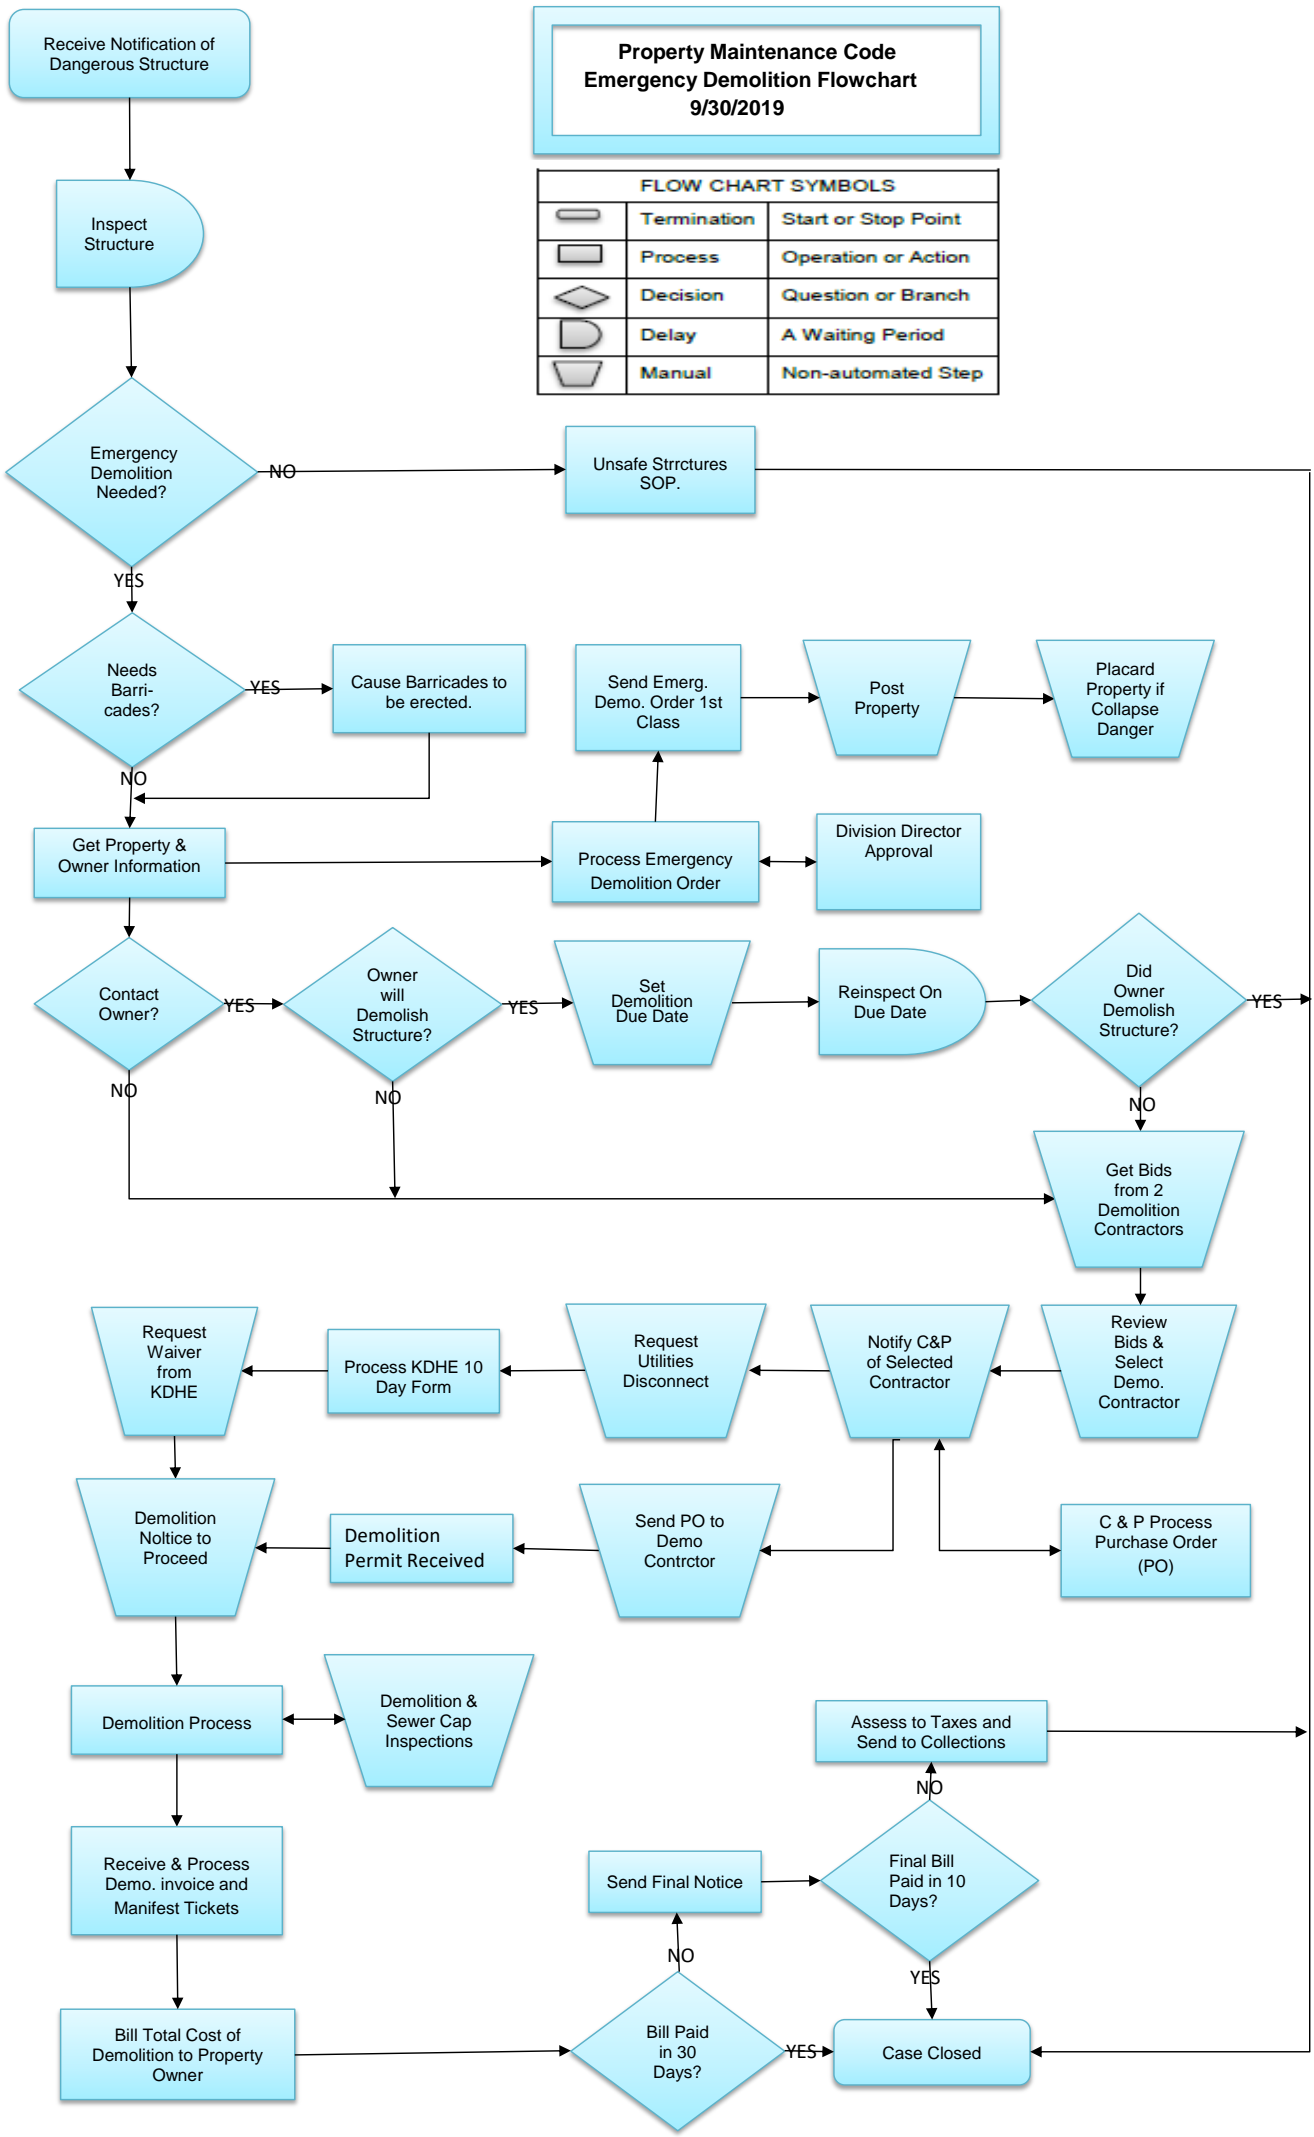 Receive Notification of
Dangerous Structure
Property Maintenance Code
Emergency Demolition Flowchart
9/30/2019
FLOW CHART SYMBOLS
Termination Start or Stop Point
Process Operation or Action
Decision Question or Branch
Delay A Waiting Period
Manual Non-automated Step
Inspect
Structure
Emergency
Demolition
Needed?
NO
Unsafe Strrctures
SOP.
YES
Needs
Barri-
cades?
YES
Cause Barricades to
be erected.
NO
Send Emerg.
Demo. Order 1st
Class
Post
Property
Placard
Property if
Collapse
Danger
Get Property &
Owner Information
Process Emergency
Demolition Order
Division Director
Approval
Contact
Owner?
YES
NO
Owner
will
Demolish
Structure?
YES
NO
Set
Demolition
Due Date
Reinspect On
Due Date
Did
Owner
Demolish
Structure?
YES
NO
Get Bids
from 2
Demolition
Contractors
Review
Bids &
Select
Demo.
Contractor
Notify C&P
of Selected
Contractor
Request
Utilities
Disconnect
Process KDHE 10
Day Form
Request
Waiver
from
KDHE
C & P Process
Purchase Order
(PO)
Send PO to
Demo
Contrctor
Demolition
Permit Received
Demolition
Noltice to
Proceed
Demolition Process
Demolition &
Sewer Cap
Inspections
Receive & Process
Demo. invoice and
Manifest Tickets
Bill Total Cost of
Demolition to Property
Owner
Bill Paid
in 30
Days?
NO
YES
Send Final Notice
Final Bill
Paid in 10
Days?
NO
YES
Assess to Taxes and
Send to Collections
Case Closed